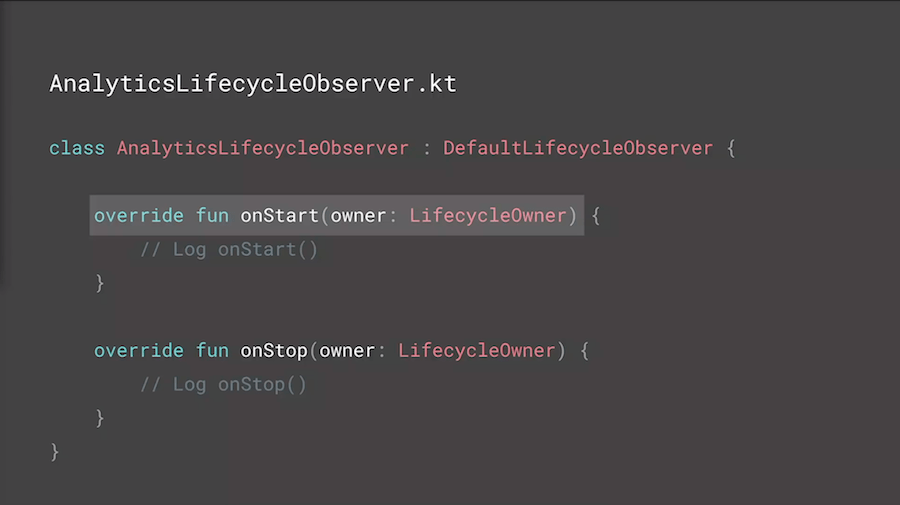 AnalyticsLifecycleObserver.kt
class AnalyticsLifecycleObserver : DefaultLifecycleObserver {
override fun onStart(owner: LifecycleOwner) {
// Log onStart()
}
override fun onStop(owner: LifecycleOwner) {
// Log onStop()
}
}